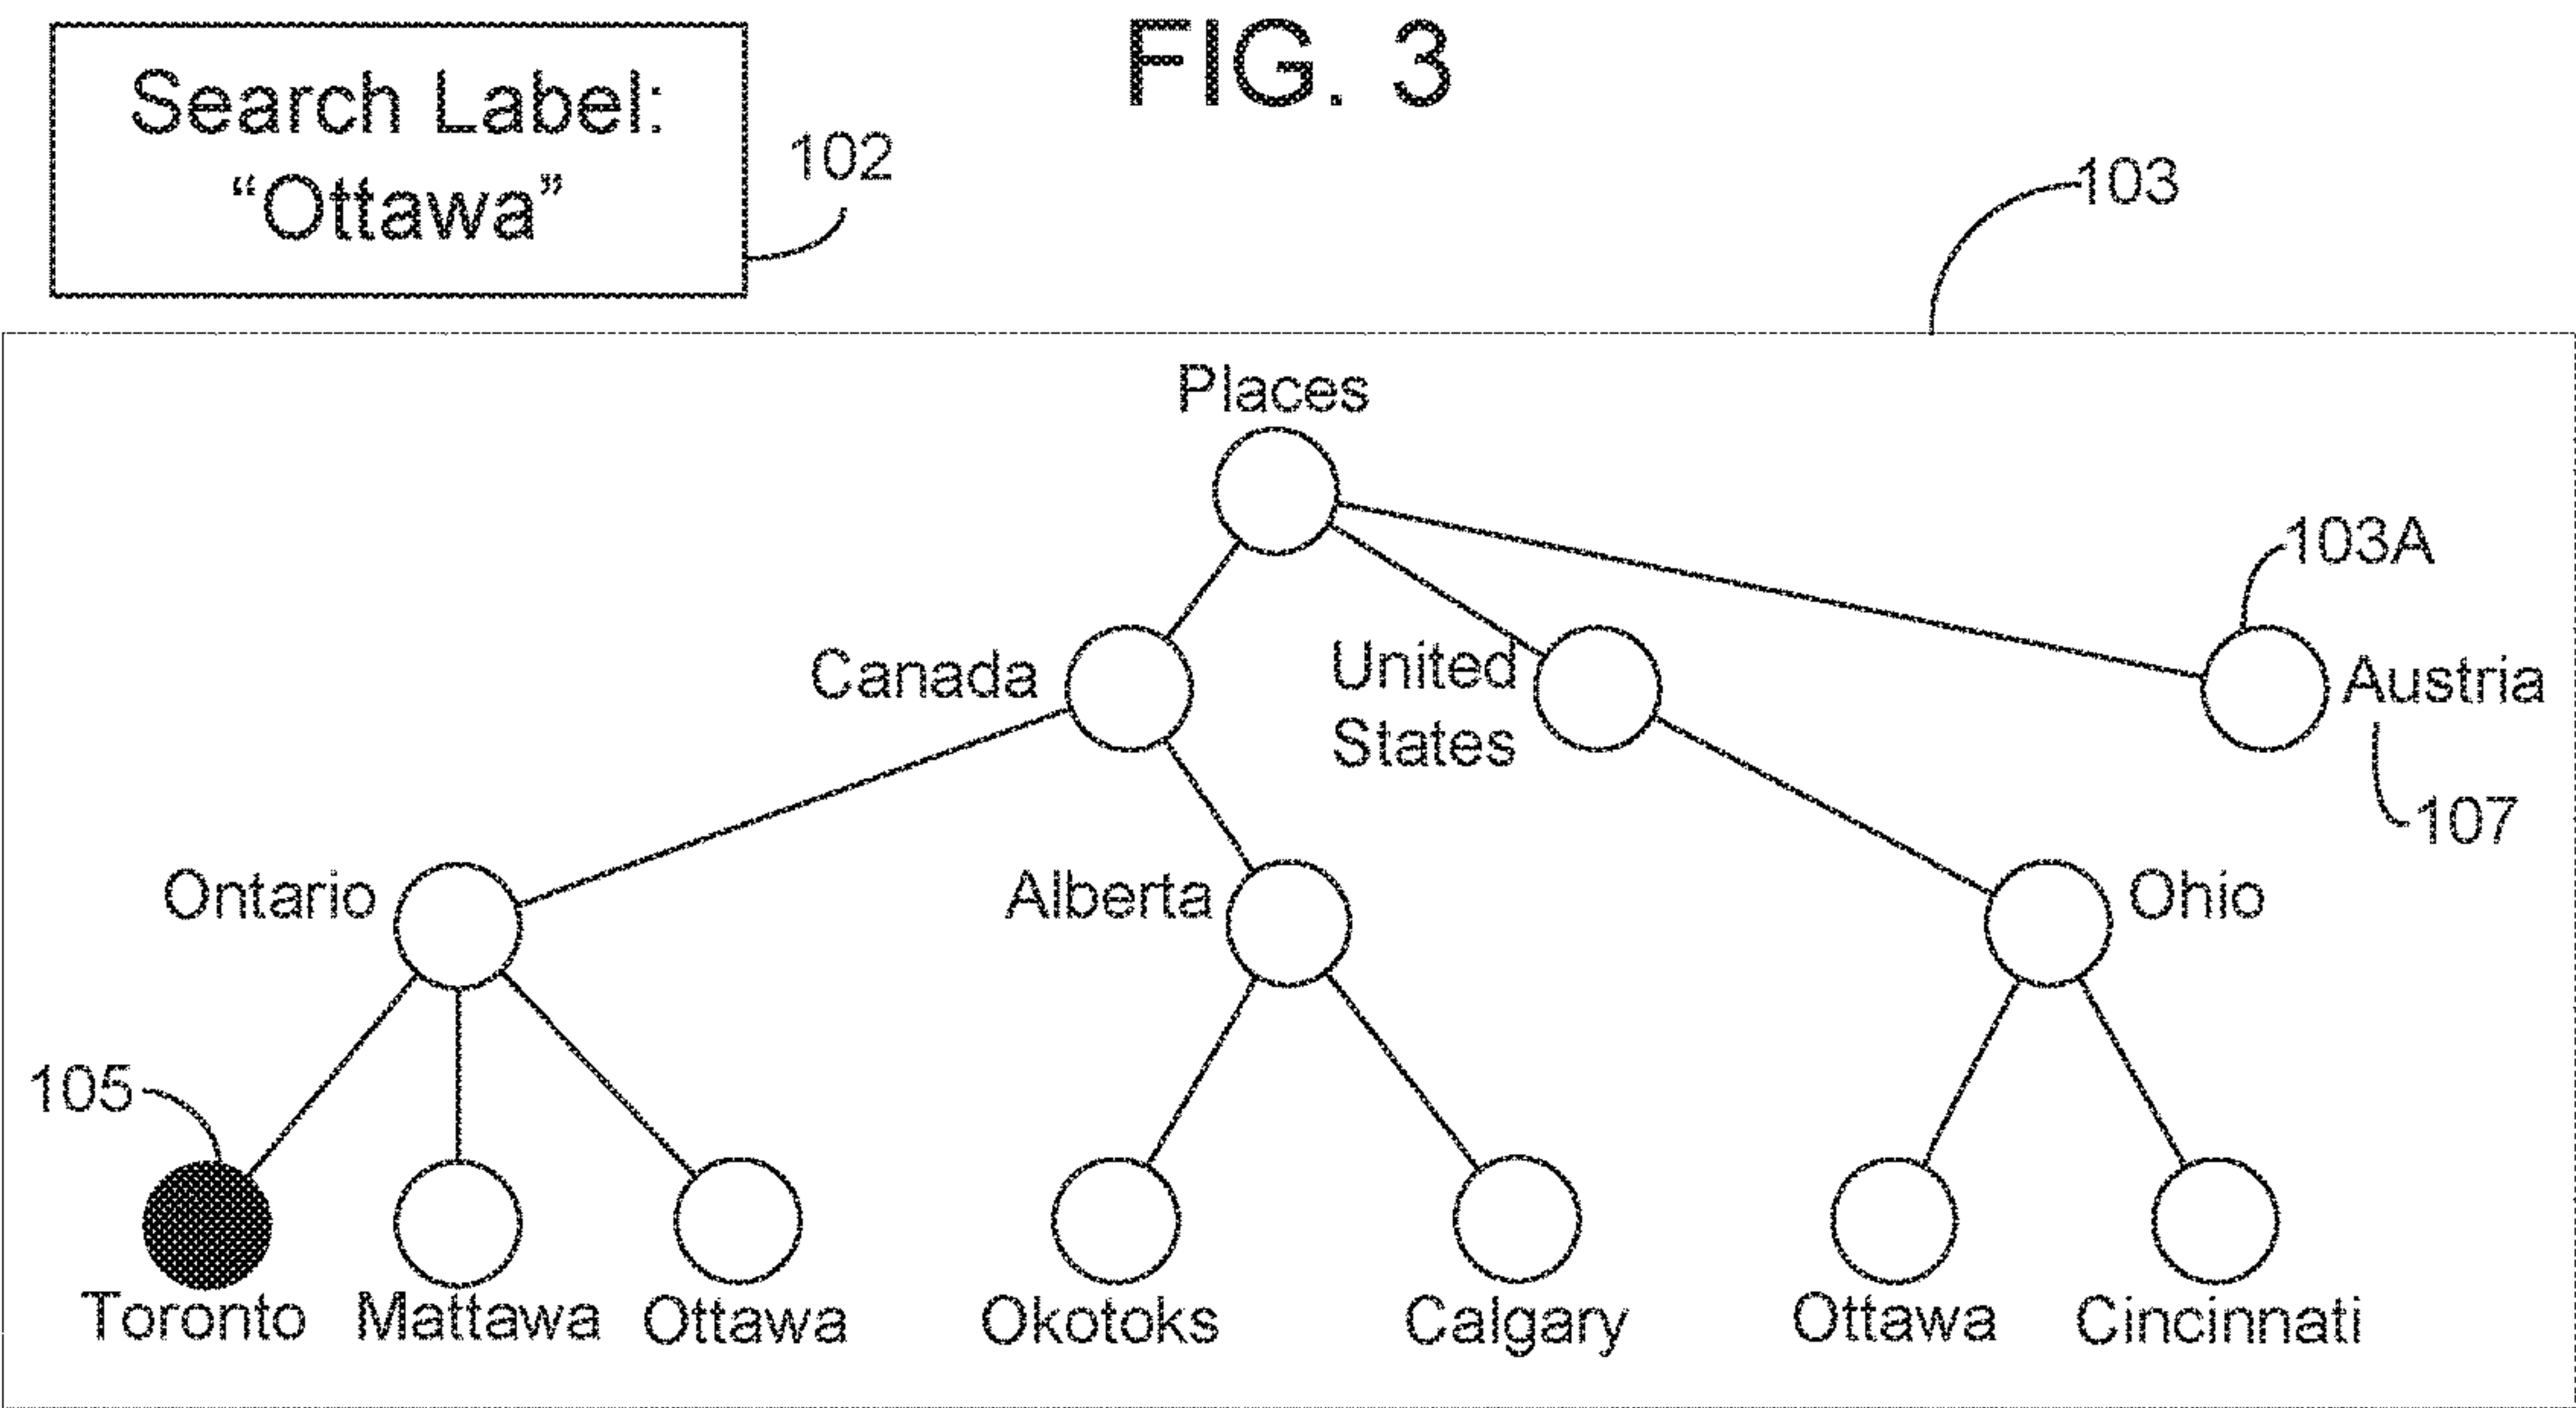 FIG. 3
Search Label:
“Ottawa”
102
103
Places
103A
Canada
United
States
Austria
107
Ontario
Alberta
Ohio
105
Toronto
Mattawa
Ottawa
Okotoks
Calgary
Ottawa
Cincinnati